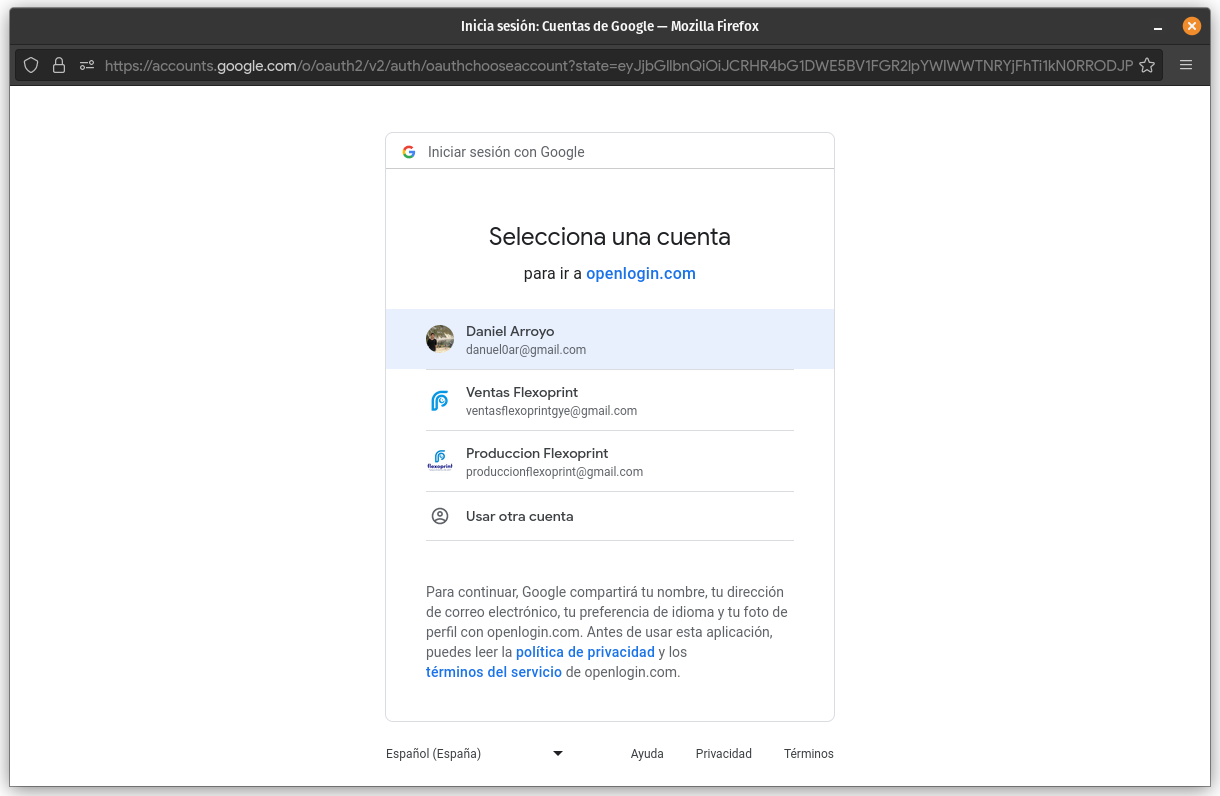 Inicia sesión: Cuentas de Google — Mozilla Firefox
https://accounts.google.com/o/oauth2/v2/auth/oauthchooseaccount?state=eyJjbGllbnQiOiJCRHR4bG1DWE5BV1FGR2lpYWlWWTNRYjFhTi1kN0RRODJP
Iniciar sesión con Google
Selecciona una cuenta
para ir a openlogin.com
Daniel Arroyo
danuel0ar@gmail.com
Ventas Flexoprint
ventasflexoprintgye@gmail.com
Produccion Flexoprint
flexoprint
produccionflexoprint@gmail.com
Usar otra cuenta
Para continuar, Google compartirá tu nombre, tu dirección
de correo electrónico, tu preferencia de idioma y tu foto de
perfil con openlogin.com. Antes de usar esta aplicación,
puedes leer la política de privacidad y los
términos del servicio de openlogin.com.
Español (España) Ayuda Privacidad Términos